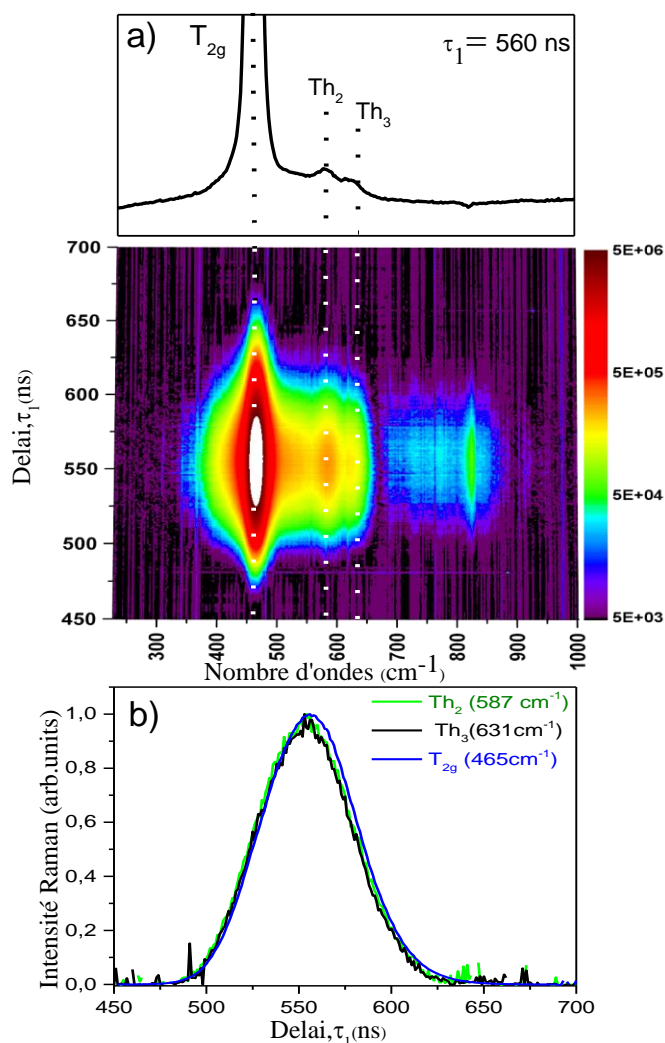 a)
T2g
τ1= 560 ns
Th2
Th3
700
650
600
550
500
450
Delai,τ1(ns)
5E+06
5E+05
5E+04
5E+03
300
400
500
600
700
800
900
1000
Nombre d'ondes (cm-1)
b)
Th2 (587 cm-1)
Th3(631cm-1)
T2g (465cm-1)
1,0
0,8
0,6
0,4
0,2
0,0
Intensité Raman (arb.units)
450
500
550
600
650
700
Delai,τ1(ns)